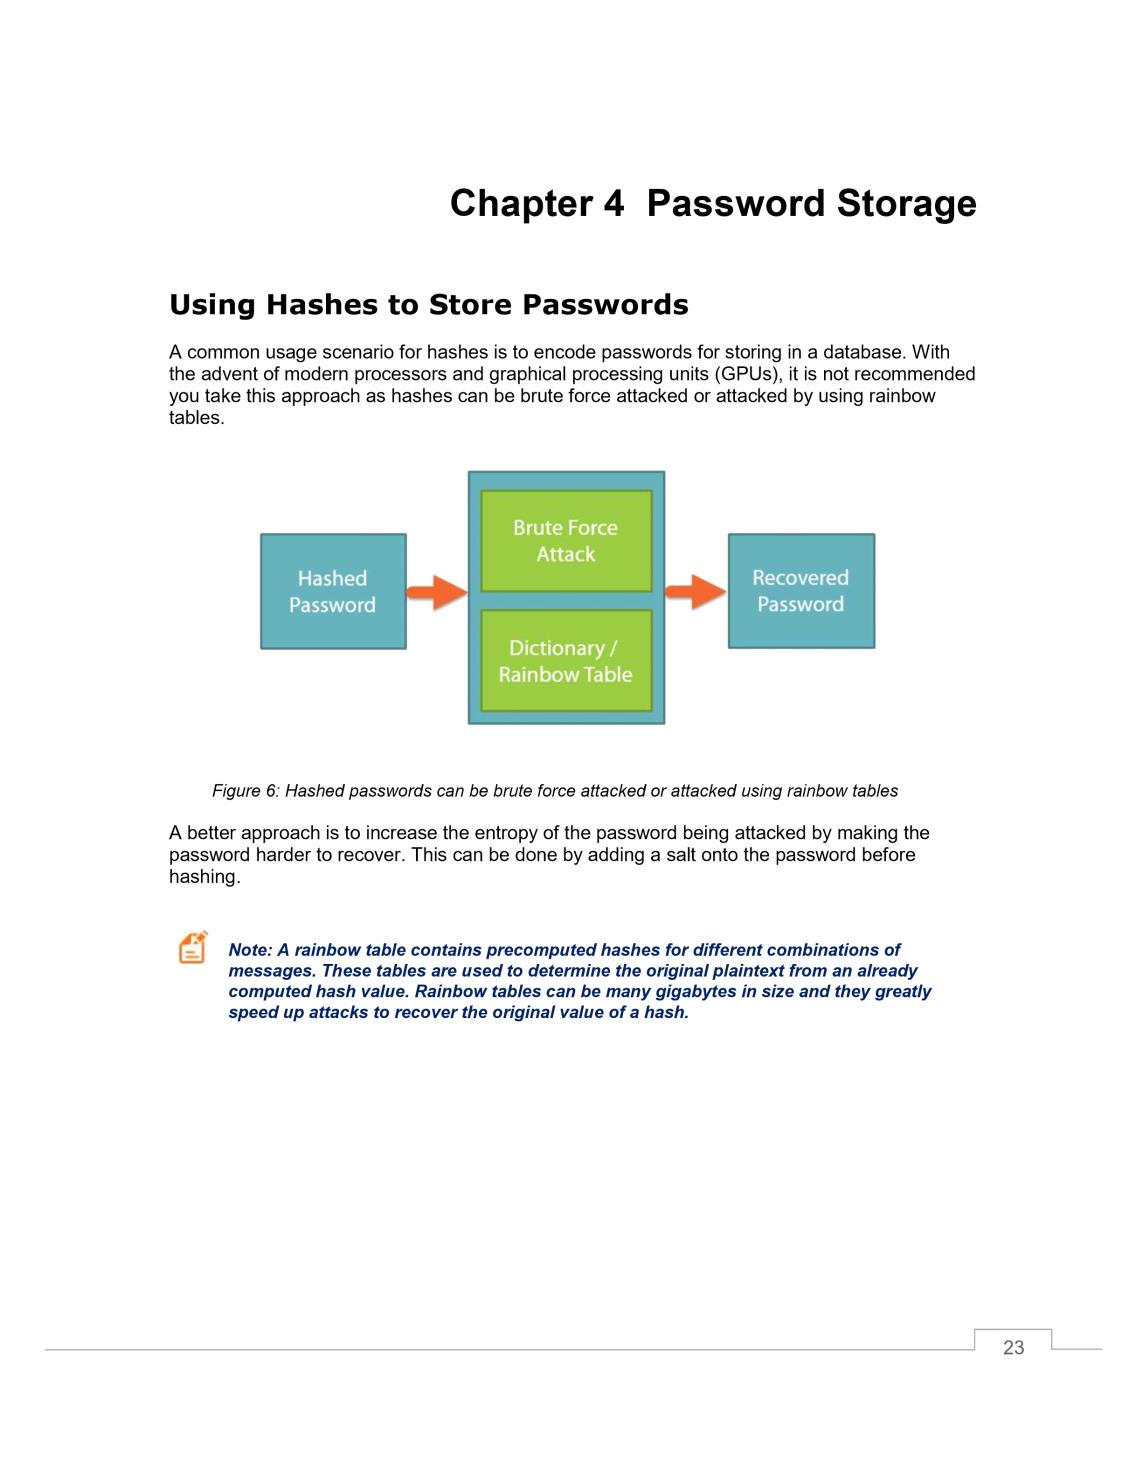 Chapter 4  Password Storage
Using Hashes to Store Passwords
A common usage scenario for hashes is to encode passwords for storing in a database. With
the advent of modern processors and graphical processing units (GPUs), it is not recommended
you take this approach as hashes can be brute force attacked or attacked by using rainbow
tables.
Hashed
Password
Brute Force
Attack
Dictionary /
Rainbow Table
Recovered
Password
Figure 6: Hashed passwords can be brute force attacked or attacked using rainbow tables
A better approach is to increase the entropy of the password being attacked by making the
password harder to recover. This can be done by adding a salt onto the password before
hashing.
Note: A rainbow table contains precomputed hashes for different combinations of
messages. These tables are used to determine the original plaintext from an already
computed hash value. Rainbow tables can be many gigabytes in size and they greatly
speed up attacks to recover the original value of a hash.
23